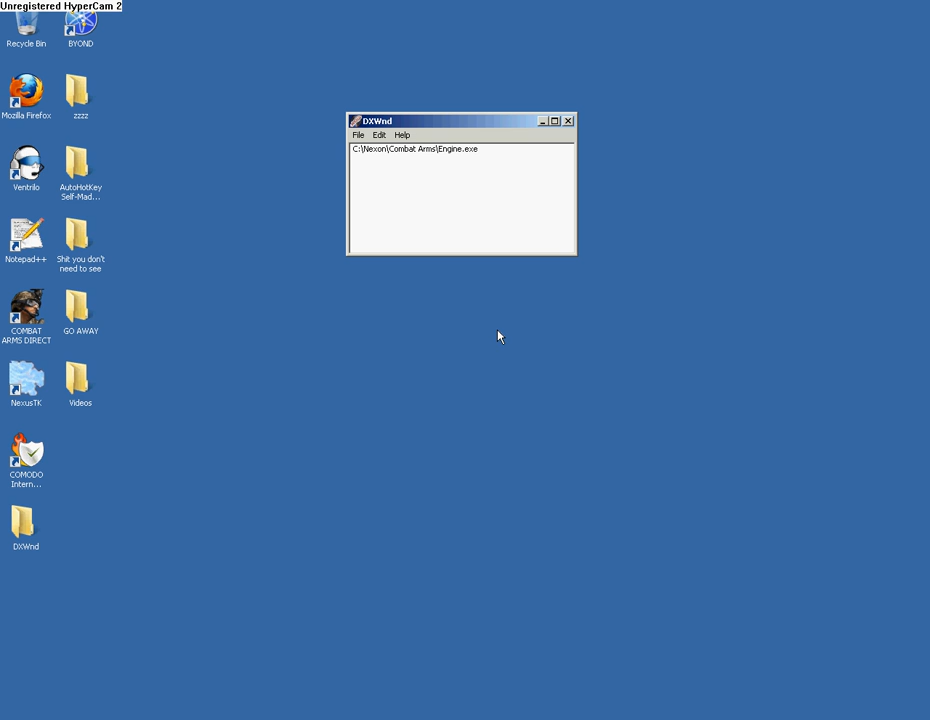 Unregistered HyperCam 2
Recycle Bin
BYOND
Mozilla Firefox
zzzz
Ventrilo
AutoHotKey
Self-Mad...
Notepad++
Shit you don't
need to see
COMBAT
ARMS DIRECT
GO AWAY
NexusTK
Videos
COMODO
Intern...
DXWnd
DXWnd
File Edit Help
C:\Nexon\Combat Arms\Engine.exe